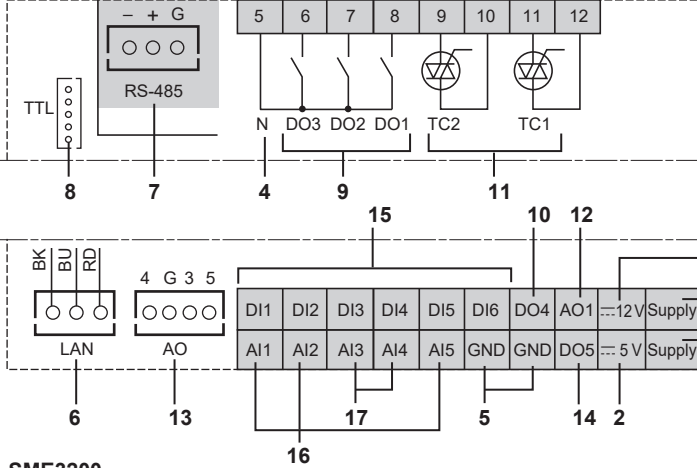 − + G
RS-485
TTL
5 6 7 8 9 10 11 12
N DO3 DO2 DO1 TC2 TC1
8 7 4 9 11
15 10 12
BK BU RD
4 G 3 5
DI1 DI2 DI3 DI4 DI5 DI6 DO4 AO1 12 V Supply
AI1 AI2 AI3 AI4 AI5 GND GND DO5 5 V Supply
LAN AO
6 13 17 5 14 2
16
SME3200